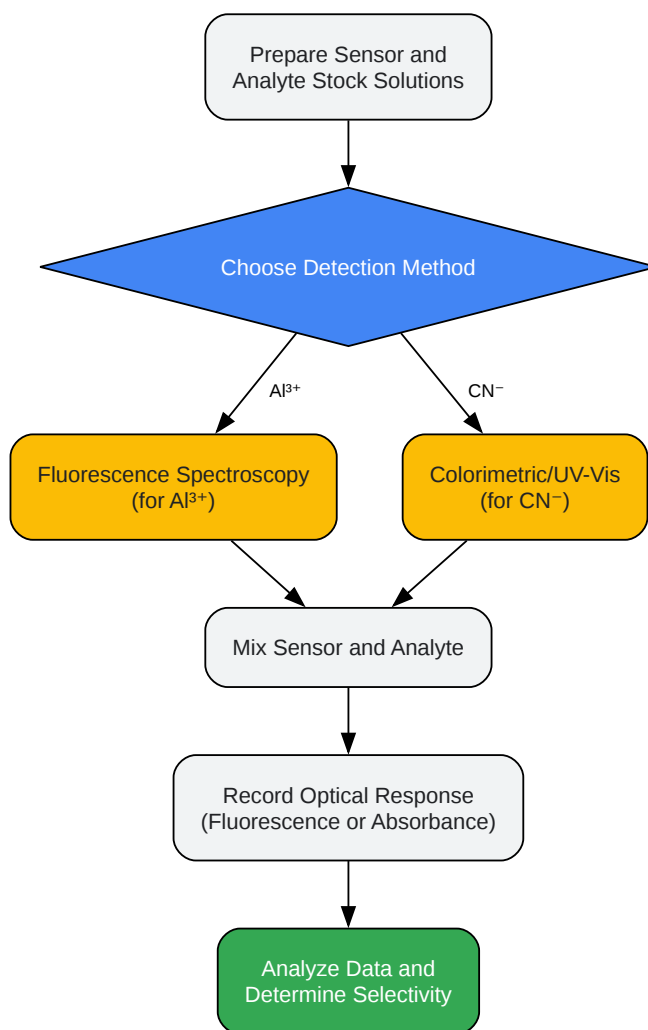 Prepare Sensor and
Analyte Stock Solutions
Choose Detection Method
Al³⁺
CN⁻
Fluorescence Spectroscopy
(for Al³⁺)
Colorimetric/UV-Vis
(for CN⁻)
Mix Sensor and Analyte
Record Optical Response
(Fluorescence or Absorbance)
Analyze Data and
Determine Selectivity